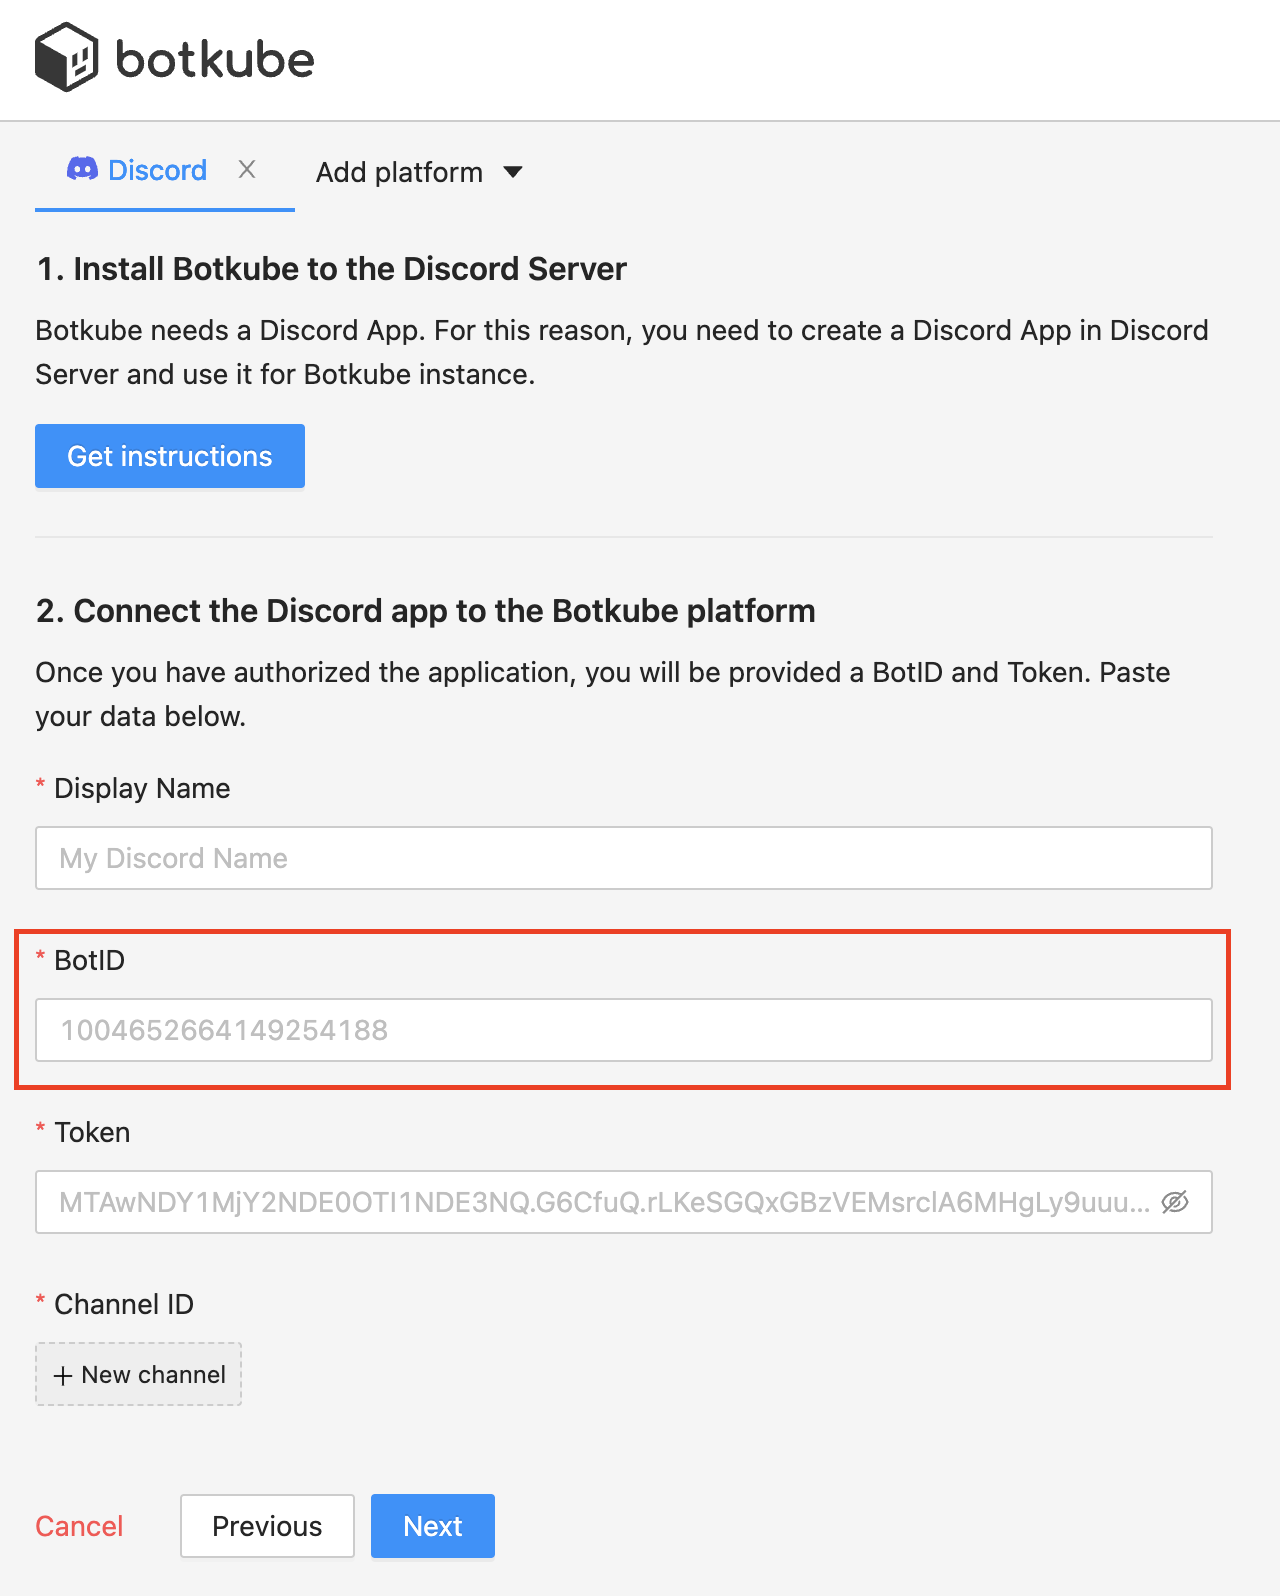 botkube
Discord X Add platform
1. Install Botkube to the Discord Server
Botkube needs a Discord App. For this reason, you need to create a Discord App in Discord
Server and use it for Botkube instance.
Get instructions
2. Connect the Discord app to the Botkube platform
Once you have authorized the application, you will be provided a BotID and Token. Paste
your data below.
* Display Name
My Discord Name
* BotID
1004652664149254188
* Token
MTAwNDY1MjY2NDE0OTI1NDE3NQ.G6CfuQ.rLKeSGQxGBzVEMsrclA6MHgLy9uuu...
* Channel ID
+ New channel
Cancel Previous Next